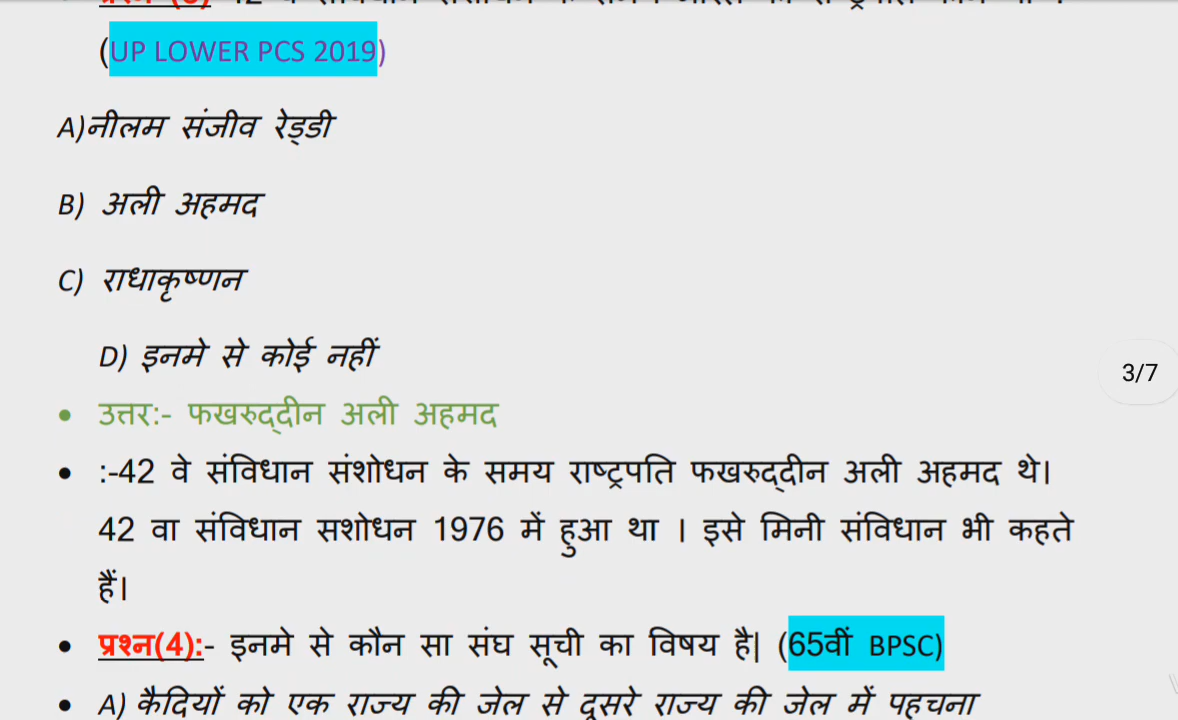 (UP LOWER PCS 2019)
A)नीलम संजीव रेड्डी
B) अली अहमद
C) राधाकृष्णन
D) इनमे से कोई नहीं
• उत्तर:- फखरुद्दीन अली अहमद
• :-42 वे संविधान संशोधन के समय राष्ट्रपति फखरुद्दीन अली अहमद थे।
42 वा संविधान सशोधन 1976 में हुआ था । इसे मिनी संविधान भी कहते
हैं।
3/7
• प्रश्न(4):- इनमे से कौन सा संघ सूची का विषय है| (65वीं BPSC)
• A) कैदियों को एक राज्य की जेल से दूसरे राज्य की जेल में पहचना